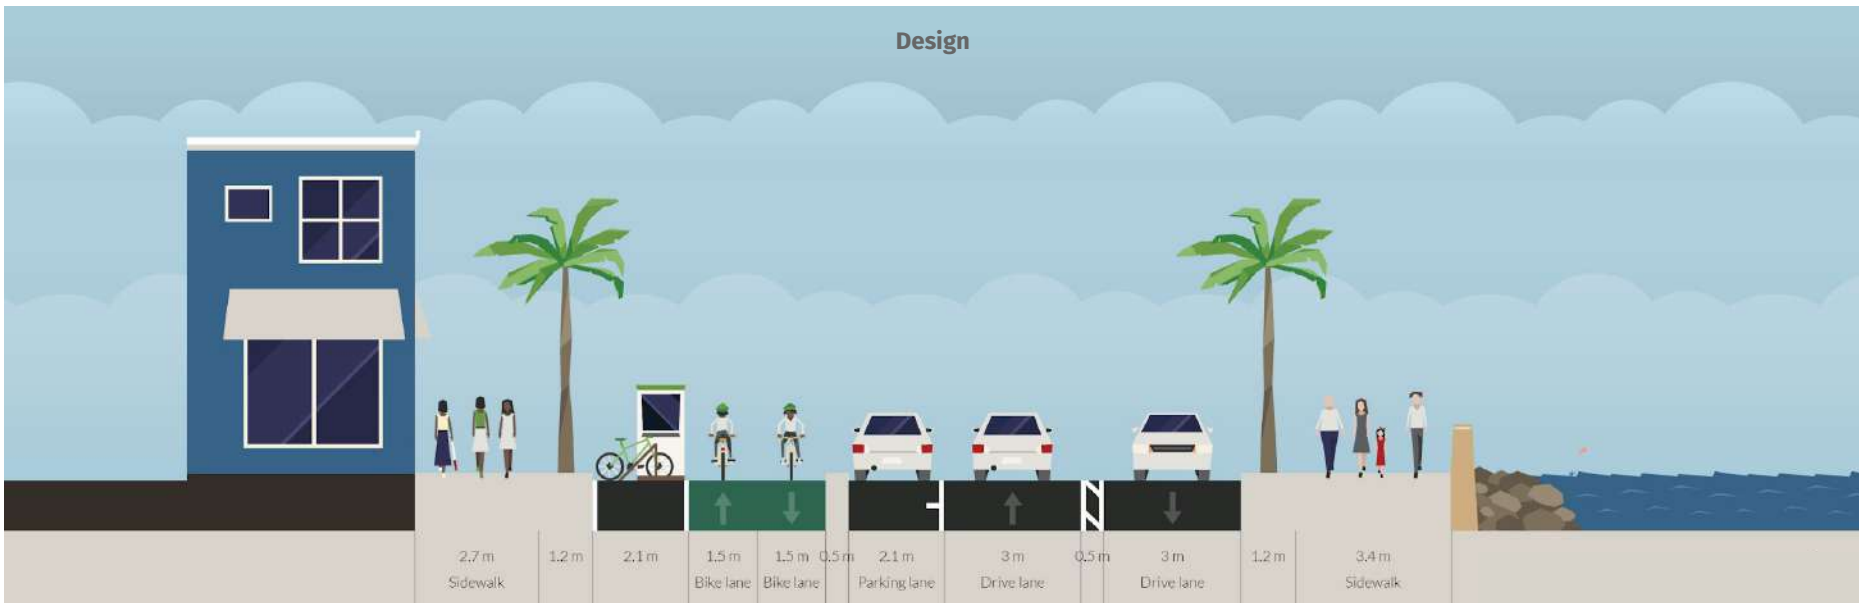 Design
2.7 m
Sidewalk
1.2 m
2.1 m
1.5 m
Bike lane
1.5 m
Bike lane
0.5 m
2.1 m
Parking lane
3 m
Drive lane
0.5 m
3 m
Drive lane
1.2 m
3.4 m
Sidewalk